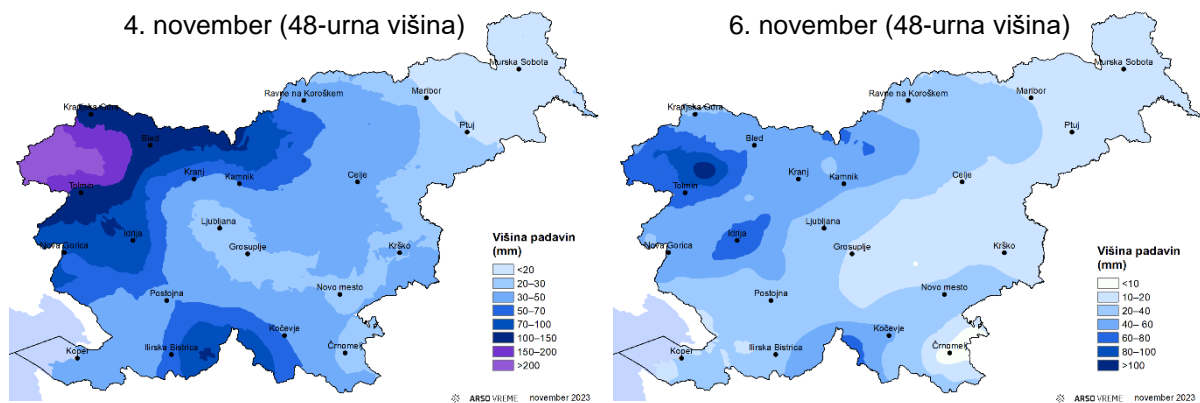 4. november (48-urna višina)
Murska Sobota
Ravne na Koroškem
Maribor
Kranjska Gora
Ptuj
Bled
Kranj
Kamnik
Celje
Tolmin
Ljubljana
Idrija
Nova Gorica
Grosuplje
Krško
Postojna
Novo mesto
Kočevje
Koper
Ilirska Bistrica
Črnomelj
Višina padavin
(mm)
<20
20–30
30–50
50–70
70–100
100–150
150–200
>200
ARSO VREME november 2023
6. november (48-urna višina)
Murska Sobota
Ravne na Koroškem
Maribor
Kranjska Gora
Ptuj
Bled
Kranj
Kamnik
Celje
Tolmin
Ljubljana
Idrija
Nova Gorica
Grosuplje
Krško
Postojna
Novo mesto
Kočevje
Koper
Ilirska Bistrica
Črnomelj
Višina padavin
(mm)
<10
10–20
20–40
40– 60
60–80
80–100
>100
ARSO VREME november 2023